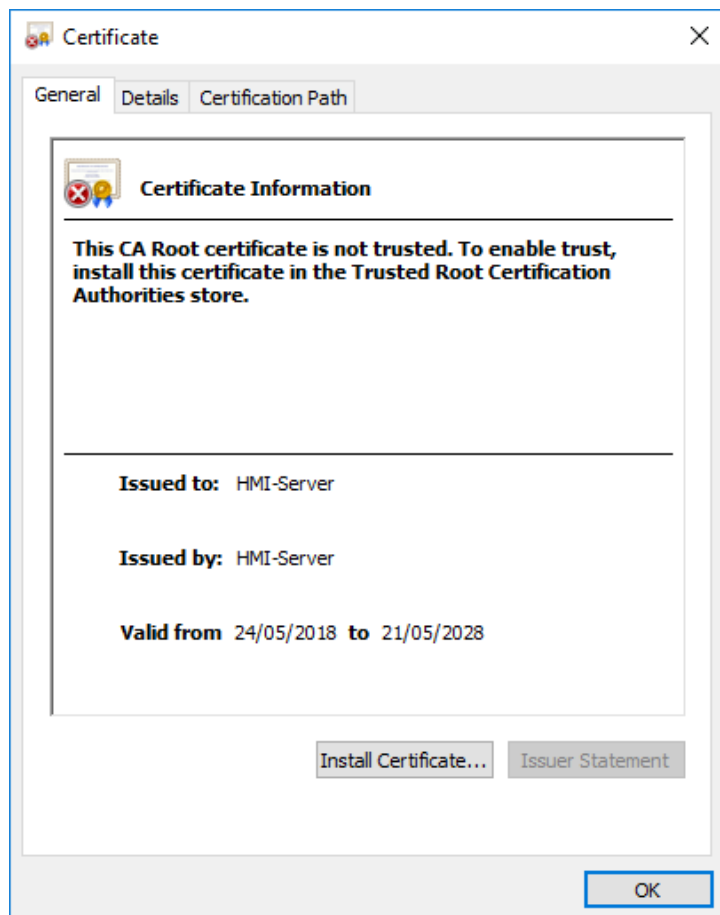 Certificate
General Details Certification Path
Certificate Information
This CA Root certificate is not trusted. To enable trust,
install this certificate in the Trusted Root Certification
Authorities store.
Issued to: HMI-Server
Issued by: HMI-Server
Valid from 24/05/2018 to 21/05/2028
Install Certificate... Issuer Statement
OK